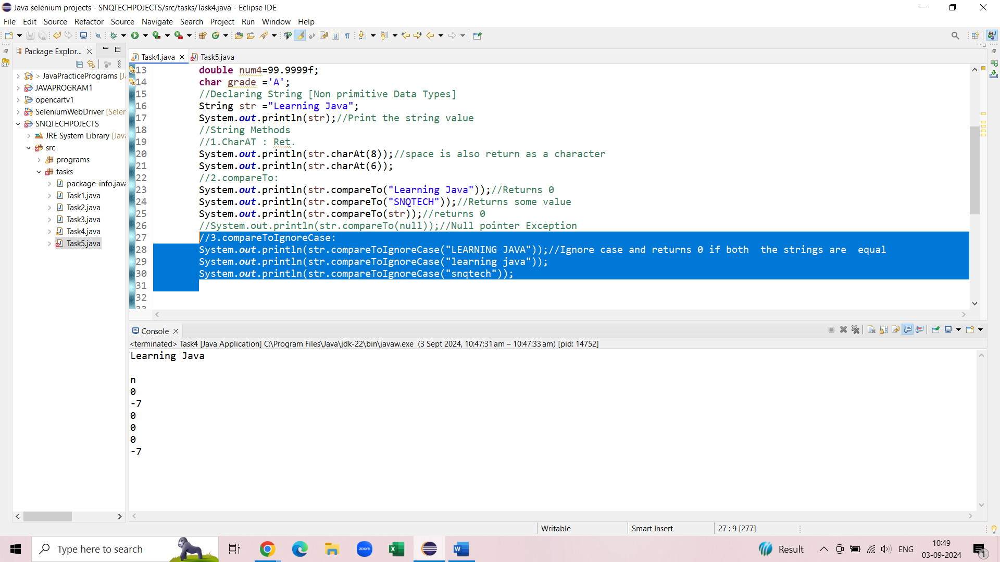 Java selenium projects - SNQTECHPOJECTS/src/tasks/Task4.java - Eclipse IDE
File Edit Source Refactor Source Navigate Search Project Run Window Help
Package Explor...
> JavaPracticePrograms [Ja
JAVAPROGRAM1
opencartv1
SeleniumWebDriver [Seler
SNQTECHPOJECTS
JRE System Library [Java
src
programs
tasks
package-info.java
Task1.java
Task2.java
Task3.java
Task4.java
Task5.java
Task4.java Task5.java
13 double num4=99.9999f;
14 char grade ='A';
15 //Declaring String [Non primitive Data Types]
16 String str ="Learning Java";
17 System.out.println(str);//Print the string value
18 //String Methods
19 //1.CharAT : Ret.
20 System.out.println(str.charAt(8));//space is also return as a character
21 System.out.println(str.charAt(6));
22 //2.compareTo:
23 System.out.println(str.compareTo("Learning Java"));//Returns 0
24 System.out.println(str.compareTo("SNQTECH"));//Returns some value
25 System.out.println(str.compareTo(str));//returns 0
26 //System.out.println(str.compareTo(null));//Null pointer Exception
27 //3.compareToIgnoreCase:
28 System.out.println(str.compareToIgnoreCase("LEARNING JAVA"));//Ignore case and returns 0 if both  the strings are  equal
29 System.out.println(str.compareToIgnoreCase("learning java"));
30 System.out.println(str.compareToIgnoreCase("snqtech"));
31
32
33
Console
<terminated> Task4 [Java Application] C:\Program Files\Java\jdk-22\bin\javaw.exe (3 Sept 2024, 10:47:31 am – 10:47:33 am) [pid: 14752]
Learning Java
n
0
-7
0
0
0
-7
Writable Smart Insert 27 : 9 [277]
Type here to search
zoom
Result ENG
10:49
03-09-2024
1